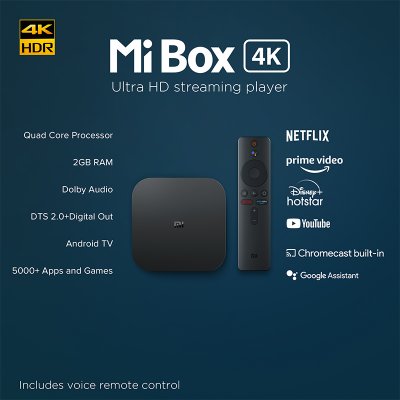 4K
HDR
Mi Box 4K
Ultra HD streaming player
Quad Core Processor
2GB RAM
Dolby Audio
DTS 2.0+Digital Out
Android TV
5000+ Apps and Games
NETFLIX
prime video
Disney+
hotstar
YouTube
Chromecast built-in
Google Assistant
Includes voice remote control